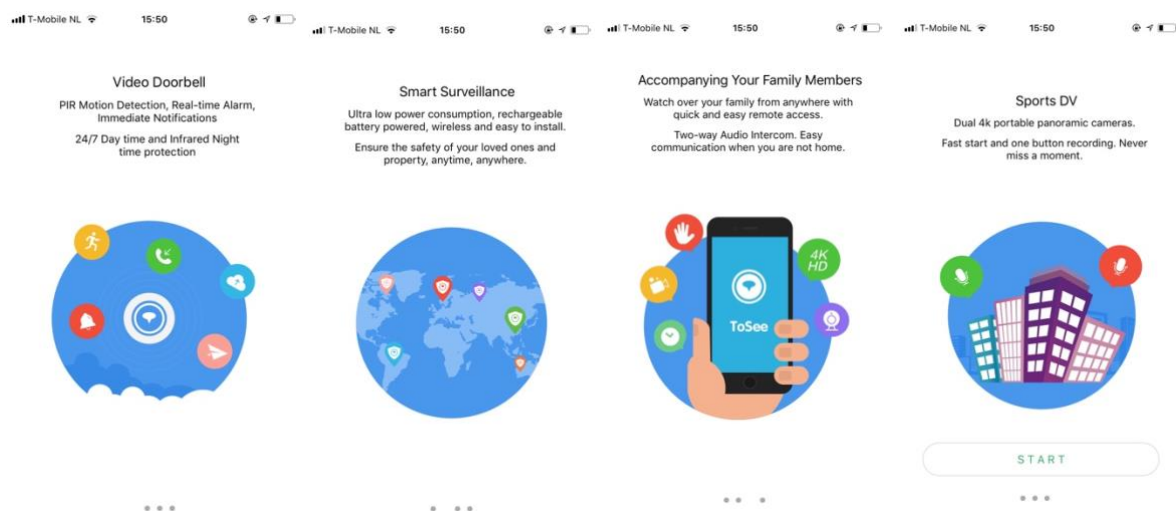 T-Mobile NL 15:50
Video Doorbell
PIR Motion Detection, Real-time Alarm,
Immediate Notifications
24/7 Day time and Infrared Night
time protection
T-Mobile NL 15:50
Smart Surveillance
Ultra low power consumption, rechargeable
battery powered, wireless and easy to install.
Ensure the safety of your loved ones and
property, anytime, anywhere.
T-Mobile NL 15:50
Accompanying Your Family Members
Watch over your family from anywhere with
quick and easy remote access.
Two-way Audio Intercom. Easy
communication when you are not home.
4K
HD
ToSee
T-Mobile NL 15:50
Sports DV
Dual 4k portable panoramic cameras.
Fast start and one button recording. Never
miss a moment.
START